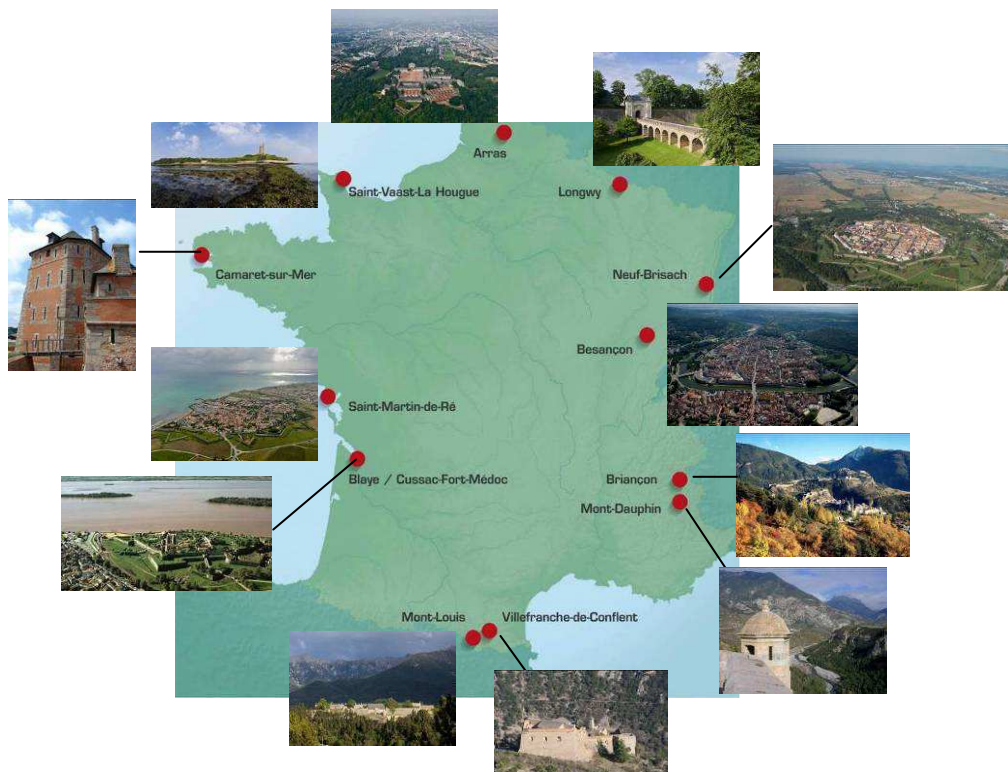 Arras
Saint-Vaast-La Hougue
Longwy
Camaret-sur-Mer
Neuf-Brisach
Besançon
Saint-Martin-de-Ré
Blaye / Cussac-Fort-Médoc
Briançon
Mont-Dauphin
Mont-Louis
Villefranche-de-Conflent